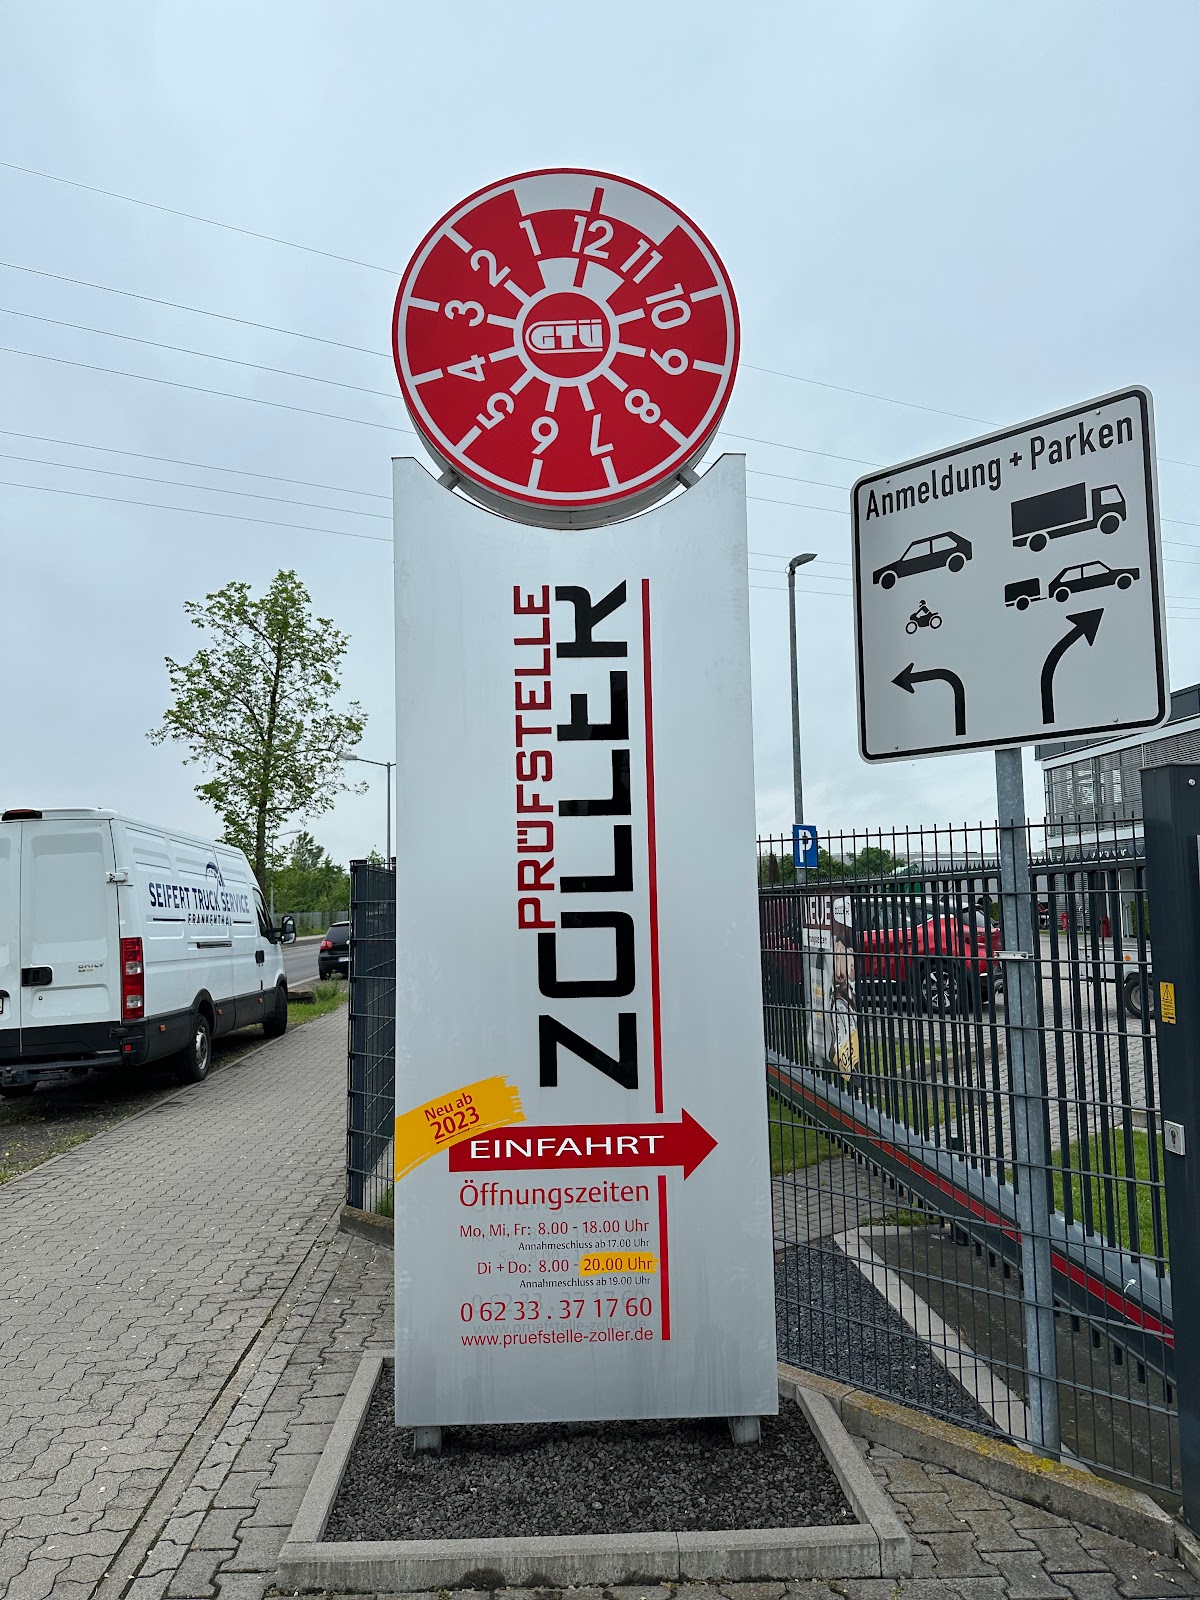 1
12
11
10
9
8
7
6
5
4
3
2
GTÜ
PRÜFSTELLE
ZOLLER
Neu ab
2023
EINFAHRT
Öffnungszeiten
Mo, Mi, Fr: 8.00 - 18.00 Uhr
Annahmeschluss ab 17.00 Uhr
Di + Do: 8.00 - 20.00 Uhr
Annahmeschluss ab 19.00 Uhr
0 62 33 . 37 17 60
www.pruefstelle-zoller.de
Anmeldung + Parken
P
SEIFERT TRUCK SERVICE
FRANKENTHAL
DAILY
NEUE